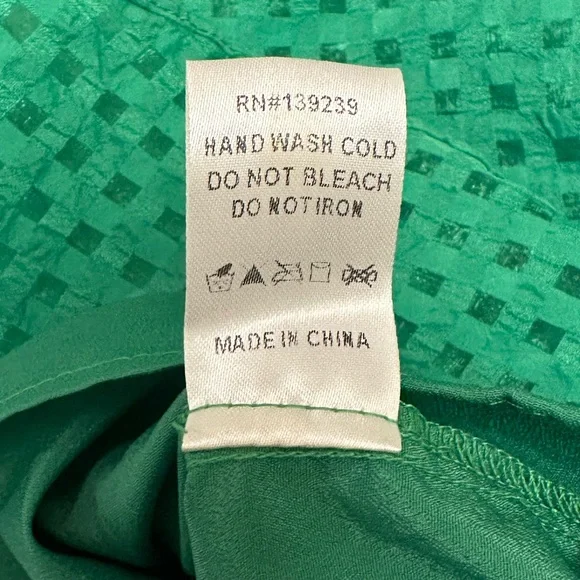 RN#139239
HAND WASH COLD
DO NOT BLEACH
DO NOT IRON
MADE IN CHINA